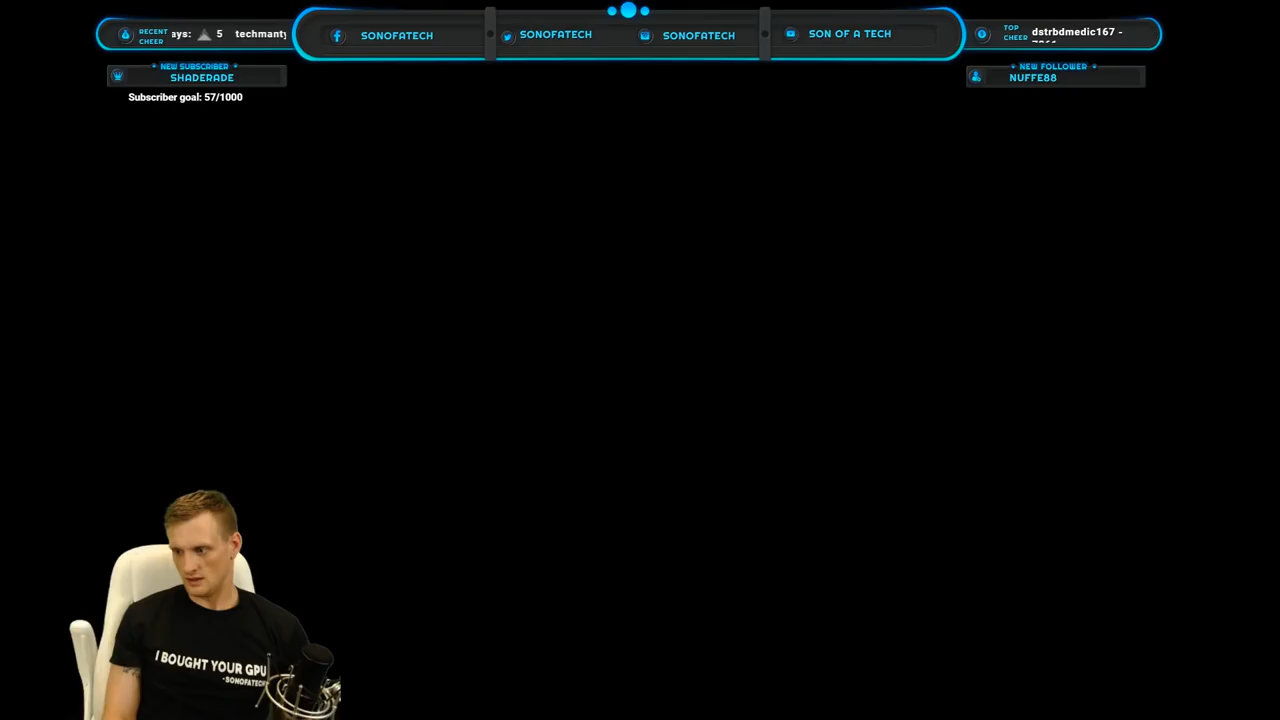 RECENT CHEER
ays: 5 techmanty
SONOFATECH
SONOFATECH
SONOFATECH
SON OF A TECH
TOP CHEER
dstrbdmedic167 -
NEW SUBSCRIBER
SHADERADE
Subscriber goal: 57/1000
NEW FOLLOWER
NUFFE88
I BOUGHT YOUR GPU
-SONOFATECH